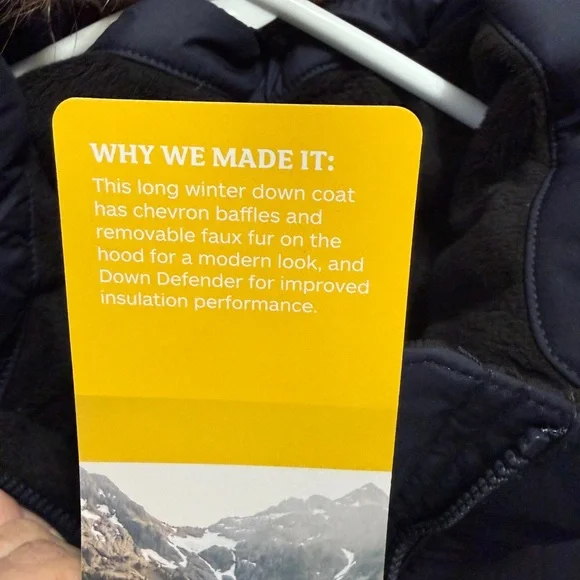 WHY WE MADE IT:
This long winter down coat
has chevron baffles and
removable faux fur on the
hood for a modern look, and
Down Defender for improved
insulation performance.